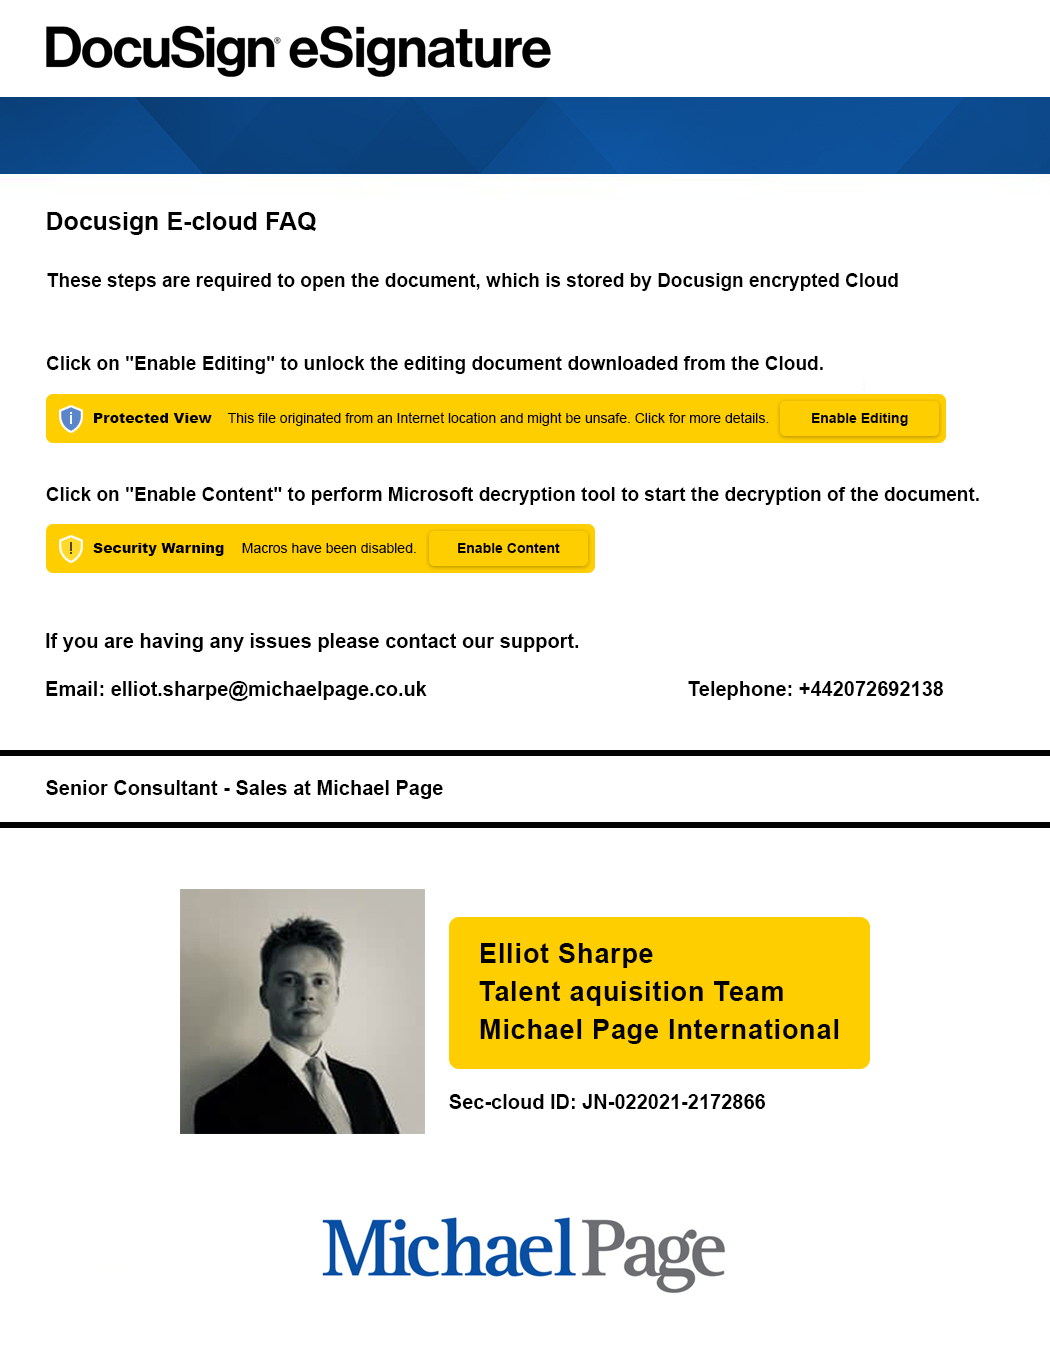 DocuSign® eSignature
Docusign E-cloud FAQ
These steps are required to open the document, which is stored by Docusign encrypted Cloud
Click on "Enable Editing" to unlock the editing document downloaded from the Cloud.
i Protected View This file originated from an Internet location and might be unsafe. Click for more details. Enable Editing
Click on "Enable Content" to perform Microsoft decryption tool to start the decryption of the document.
! Security Warning Macros have been disabled. Enable Content
If you are having any issues please contact our support.
Email: elliot.sharpe@michaelpage.co.uk Telephone: +442072692138
Senior Consultant - Sales at Michael Page
Elliot Sharpe
Talent aquisition Team
Michael Page International
Sec-cloud ID: JN-022021-2172866
MichaelPage